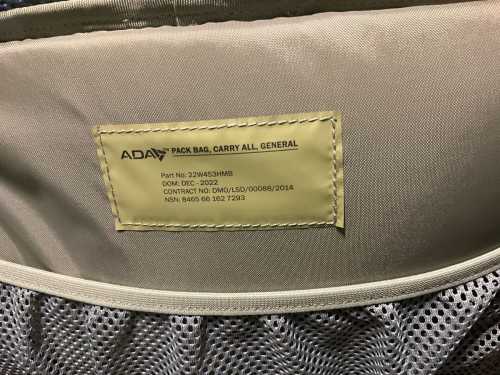 ADA™ PACK BAG, CARRY ALL, GENERAL
Part No: 22W453HMB
DOM: DEC - 2022
CONTRACT NO: DMO/LSD/00088/2014
NSN: 8465 66 162 7293